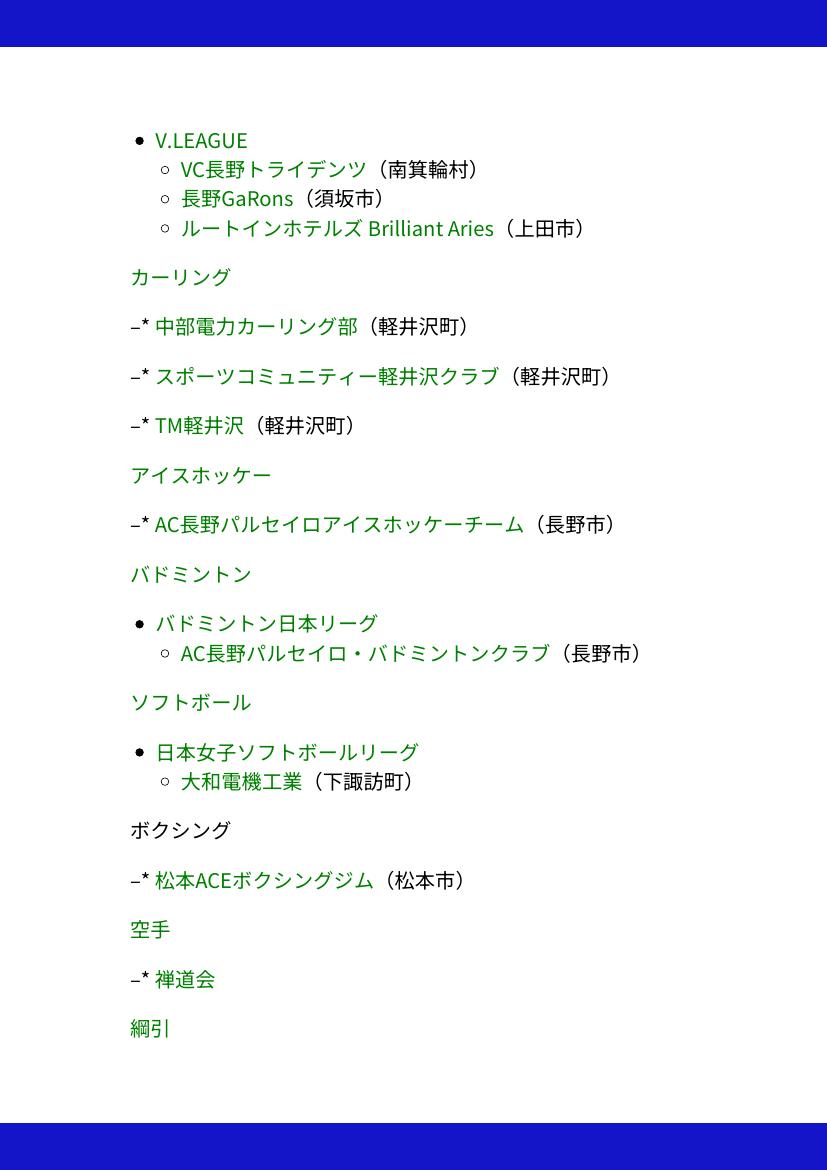 • V.LEAGUE
◦ VC長野トライデンツ（南箕輪村）
◦ 長野GaRons（須坂市）
◦ ルートインホテルズ Brilliant Aries（上田市）
カーリング
–* 中部電力カーリング部（軽井沢町）
–* スポーツコミュニティー軽井沢クラブ（軽井沢町）
–* TM軽井沢（軽井沢町）
アイスホッケー
–* AC長野パルセイロアイスホッケーチーム（長野市）
バドミントン
• バドミントン日本リーグ
◦ AC長野パルセイロ・バドミントンクラブ（長野市）
ソフトボール
• 日本女子ソフトボールリーグ
◦ 大和電機工業（下諏訪町）
ボクシング
–* 松本ACEボクシングジム（松本市）
空手
–* 禅道会
綱引